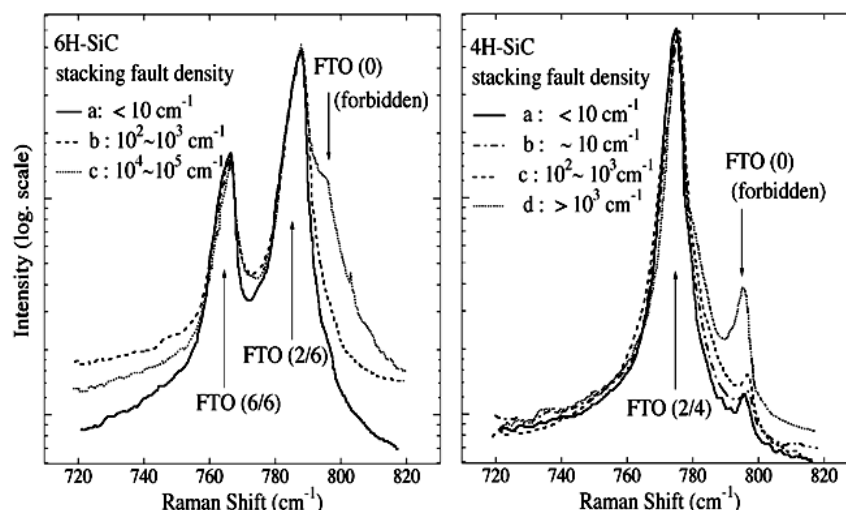 6H-SiC
stacking fault density
a: < 10 cm⁻¹
b : 10²~10³ cm⁻¹
c : 10⁴~10⁵ cm⁻¹
FTO (0)
(forbidden)
FTO (2/6)
FTO (6/6)
Intensity (log. scale)
720 740 760 780 800 820
Raman Shift (cm⁻¹)
4H-SiC
stacking fault density
a : < 10 cm⁻¹
b : ~ 10 cm⁻¹
c : 10²~ 10³ cm⁻¹
d : > 10³ cm⁻¹
FTO (0)
(forbidden)
FTO (2/4)
720 740 760 780 800 820
Raman Shift (cm⁻¹)